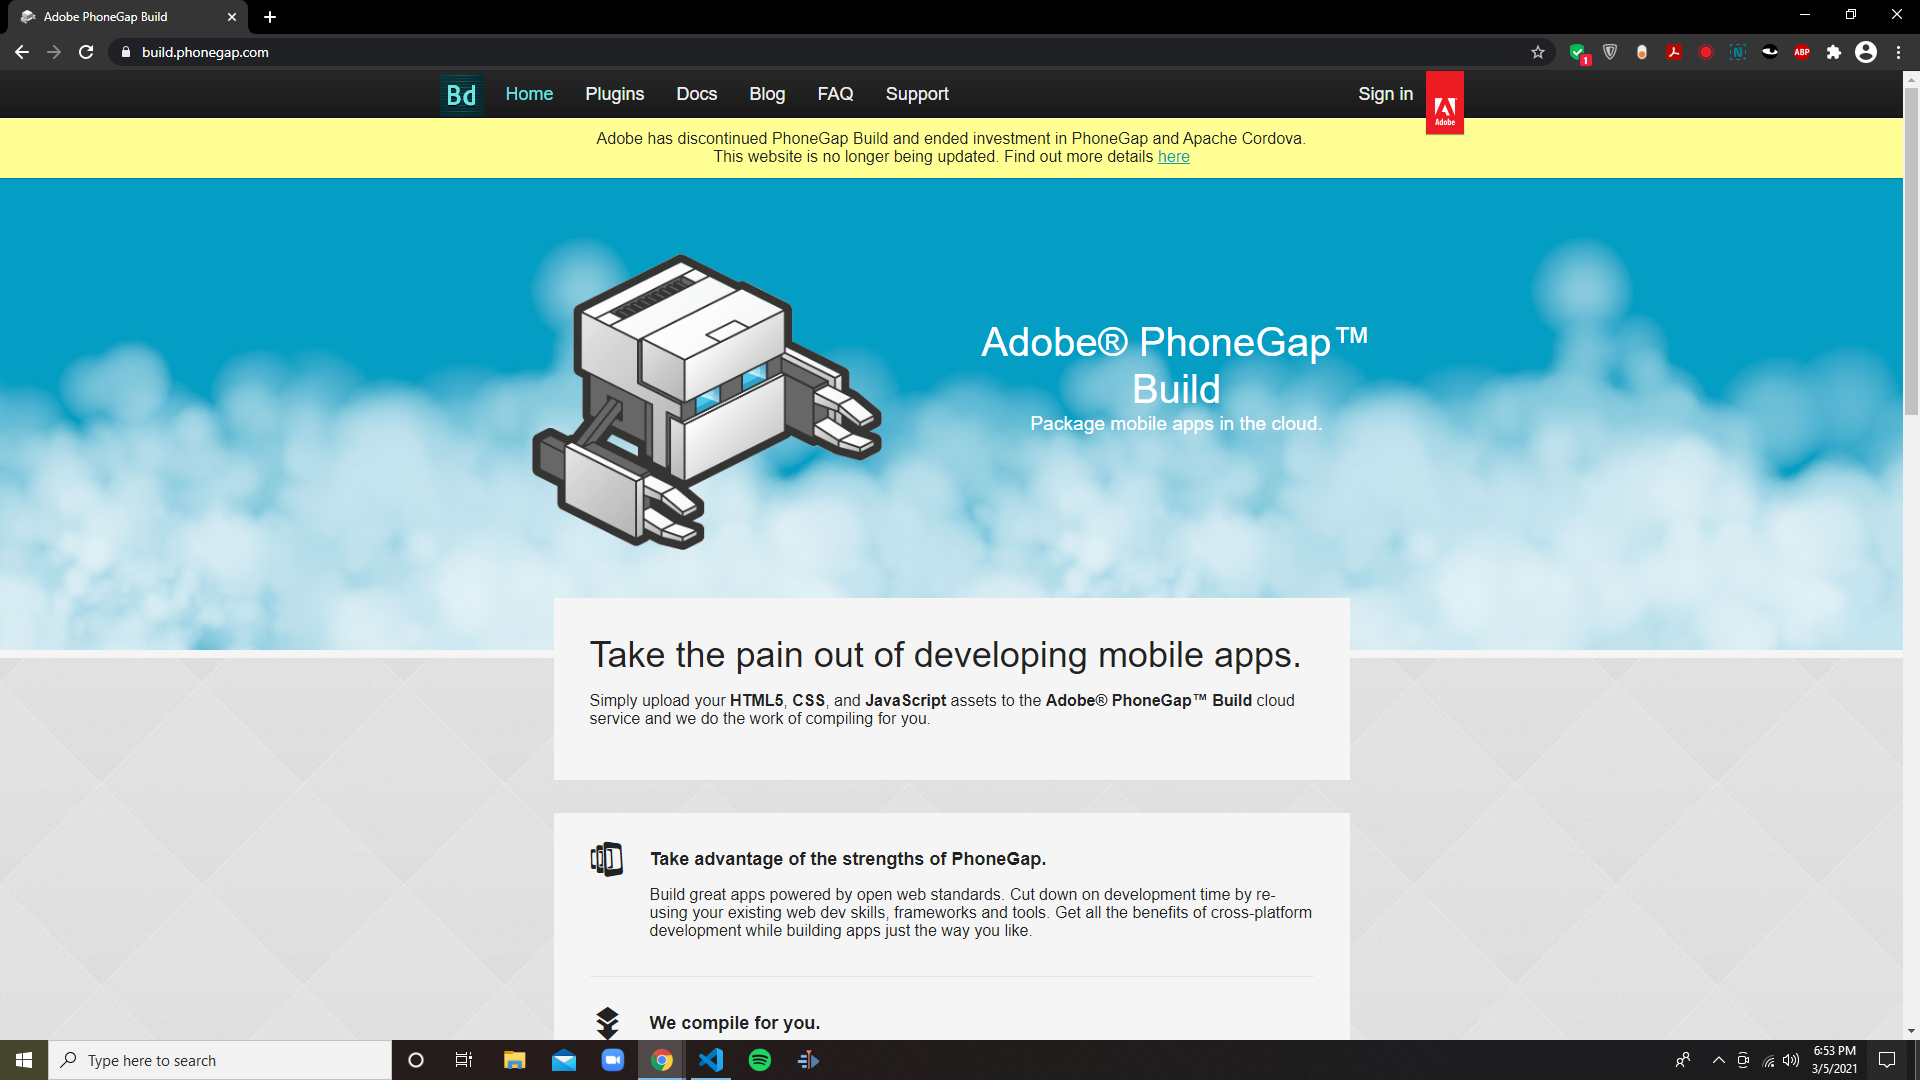 Adobe PhoneGap Build
build.phonegap.com
1
ABP
Bd Home Plugins Docs Blog FAQ Support Sign in
Adobe
Adobe has discontinued PhoneGap Build and ended investment in PhoneGap and Apache Cordova.
This website is no longer being updated. Find out more details here
Adobe® PhoneGap™
Build
Package mobile apps in the cloud.
Take the pain out of developing mobile apps.
Simply upload your HTML5, CSS, and JavaScript assets to the Adobe® PhoneGap™ Build cloud
service and we do the work of compiling for you.
Take advantage of the strengths of PhoneGap.
Build great apps powered by open web standards. Cut down on development time by re-
using your existing web dev skills, frameworks and tools. Get all the benefits of cross-platform
development while building apps just the way you like.
We compile for you.
Type here to search
6:53 PM
3/5/2021